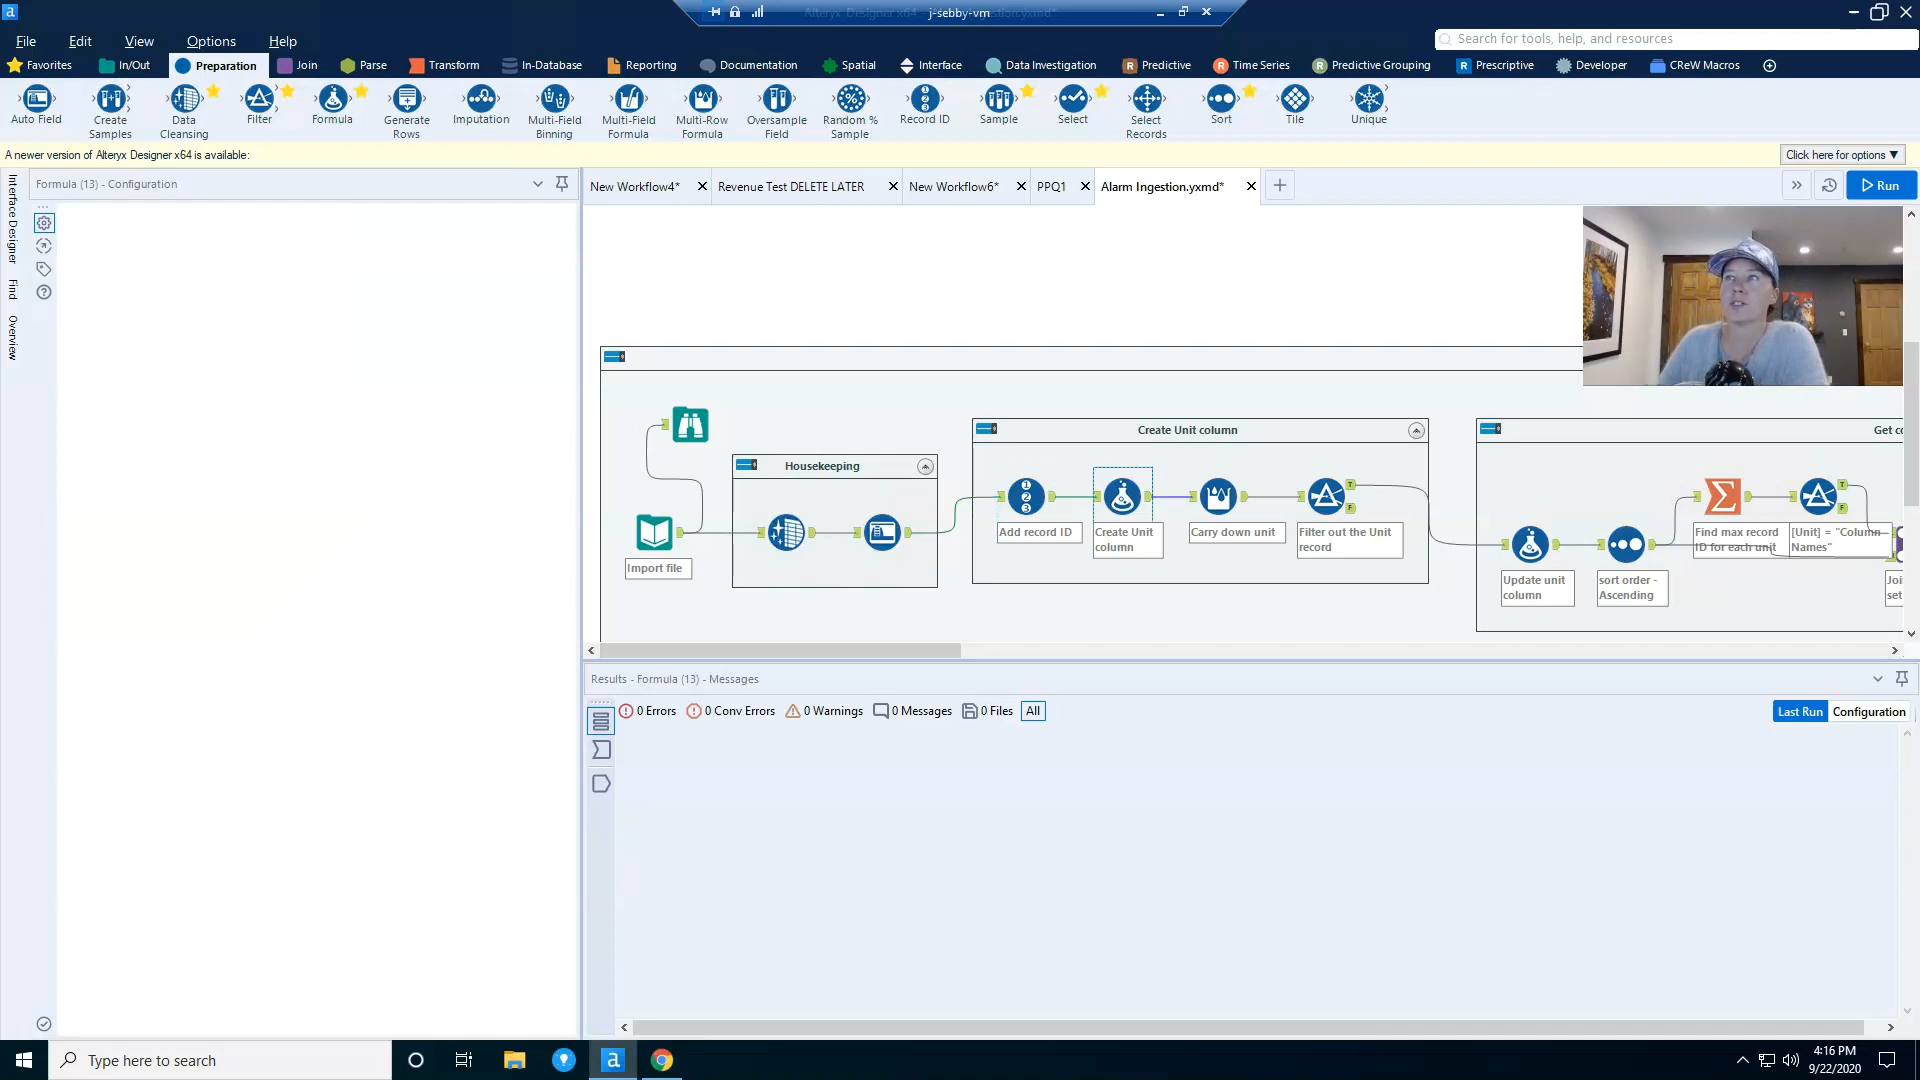 j-sebby-vm
File Edit View Options Help
Search for tools, help, and resources
Favorites In/Out Preparation Join Parse Transform In-Database Reporting Documentation Spatial Interface Data Investigation Predictive Time Series Predictive Grouping Prescriptive Developer CReW Macros
Auto Field
Create Samples
Data Cleansing
Filter
Formula
Generate Rows
Imputation
Multi-Field Binning
Multi-Field Formula
Multi-Row Formula
Oversample Field
Random % Sample
Record ID
Sample
Select
Select Records
Sort
Tile
Unique
A newer version of Alteryx Designer x64 is available:
Click here for options ▼
Interface Designer
Find
Overview
Formula (13) - Configuration
New Workflow4*
Revenue Test DELETE LATER
New Workflow6*
PPQ1
Alarm Ingestion.yxmd*
Run
Import file
Housekeeping
Create Unit column
Add record ID
Create Unit
column
Carry down unit
Filter out the Unit
record
Get co
Update unit
column
sort order -
Ascending
Find max record
ID for each unit
[Unit] = "Column
Names"
Joi
set
Results - Formula (13) - Messages
0 Errors 0 Conv Errors 0 Warnings 0 Messages 0 Files All
Last Run Configuration
Type here to search
4:16 PM
9/22/2020